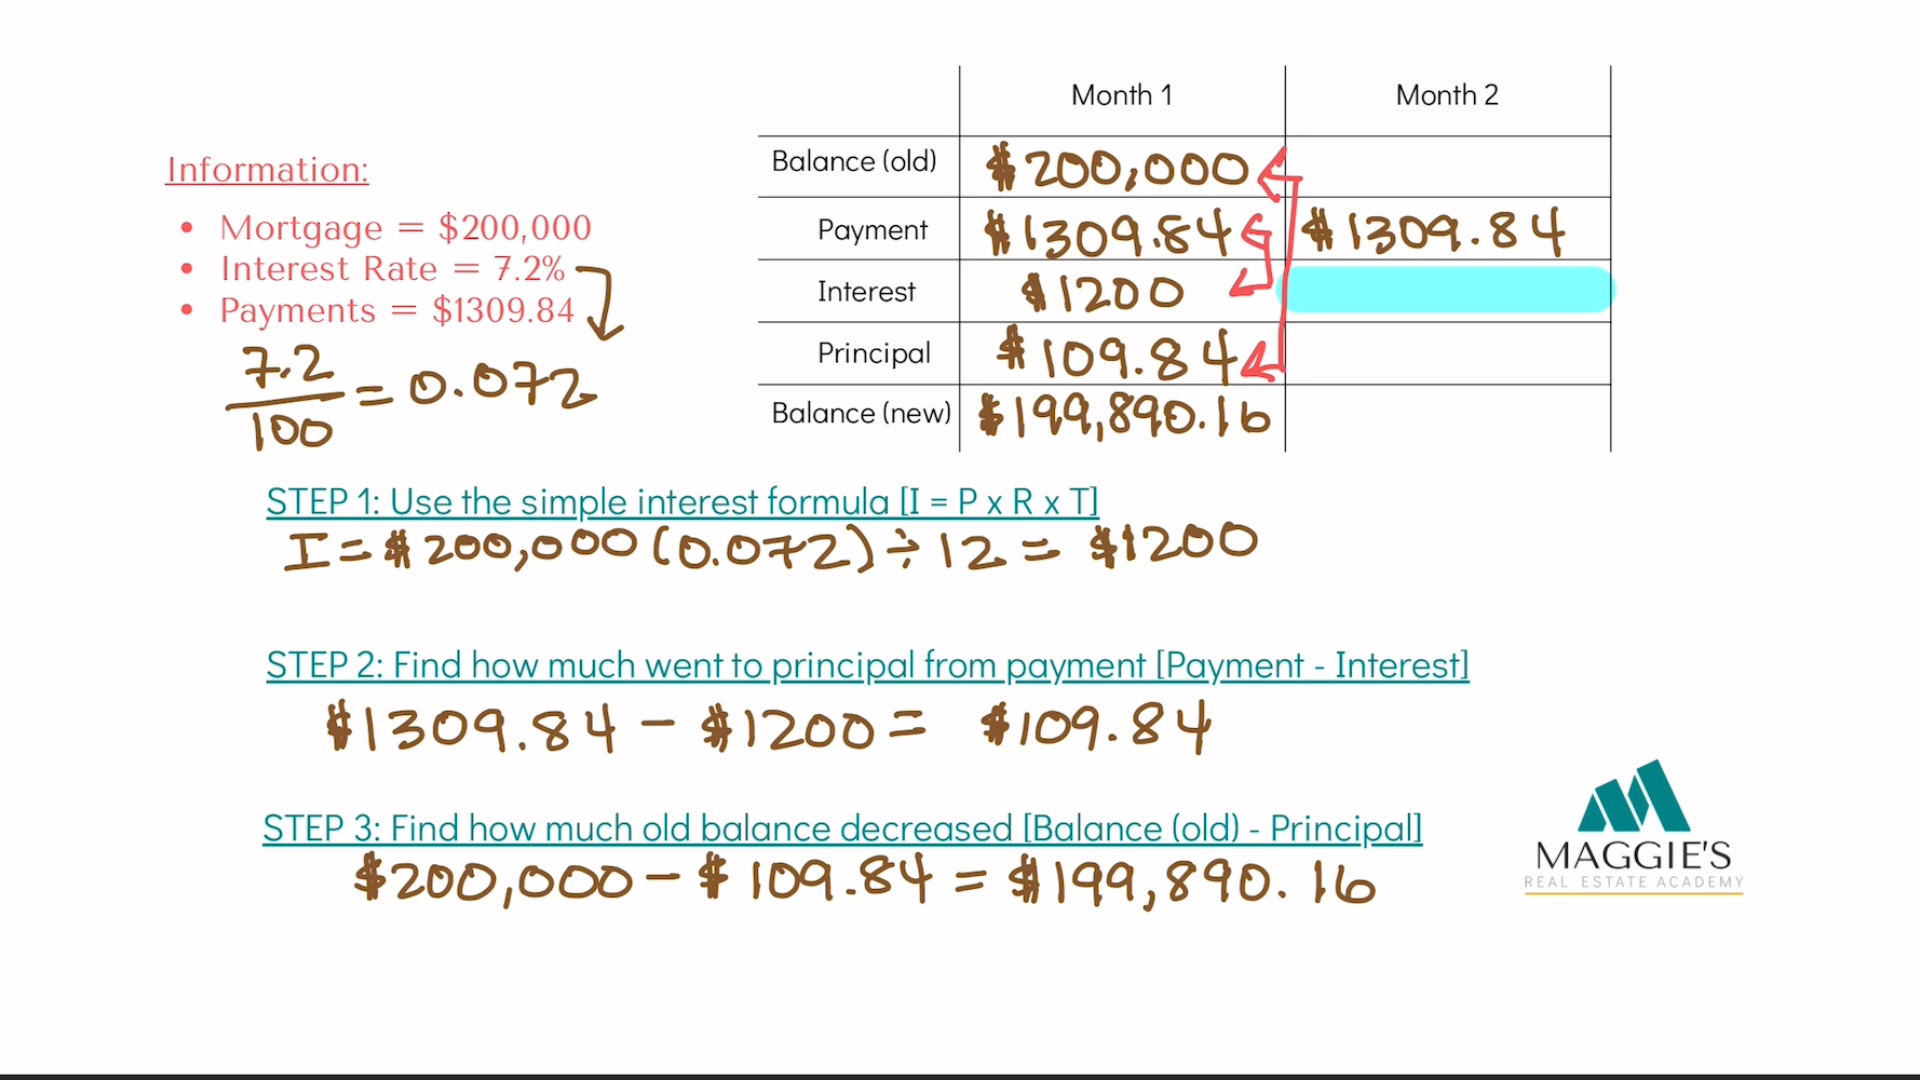 Month 1 Month 2
Balance (old) $200,000
Payment $1309.84 $1309.84
Interest $1200
Principal $109.84
Balance (new) $199,890.16
Information:
• Mortgage = $200,000
• Interest Rate = 7.2%
• Payments = $1309.84
7.2
100
= 0.072
STEP 1: Use the simple interest formula [I = P x R x T]
I = $200,000 (0.072) ÷ 12 = $1200
STEP 2: Find how much went to principal from payment [Payment - Interest]
$1309.84 - $1200 = $109.84
STEP 3: Find how much old balance decreased [Balance (old) - Principal]
$200,000 - $109.84 = $199,890.16
MAGGIE'S
REAL ESTATE ACADEMY